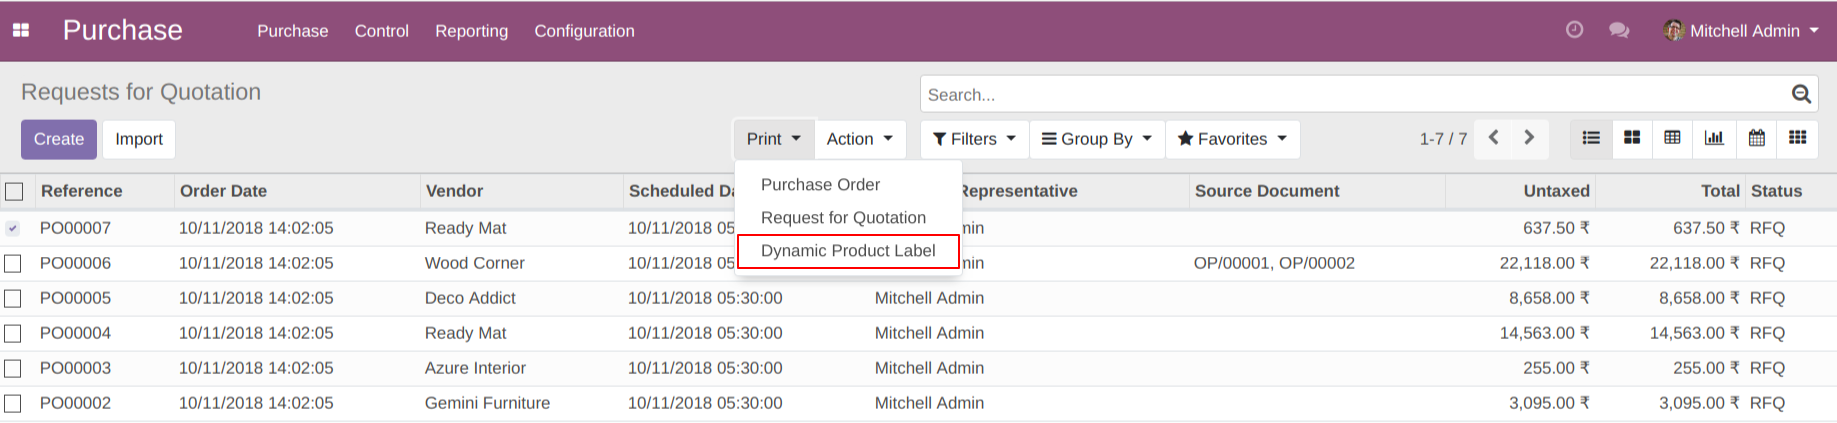 Purchase Purchase Control Reporting Configuration Mitchell Admin
Requests for Quotation Search...
Create Import Print Action Filters Group By Favorites 1-7 / 7
Purchase Order
Request for Quotation
Dynamic Product Label
Reference Order Date Vendor Scheduled Da Representative Source Document Untaxed Total Status
PO00007 10/11/2018 14:02:05 Ready Mat 10/11/2018 05 min 637.50 ₹ 637.50 ₹ RFQ
PO00006 10/11/2018 14:02:05 Wood Corner 10/11/2018 05 min OP/00001, OP/00002 22,118.00 ₹ 22,118.00 ₹ RFQ
PO00005 10/11/2018 14:02:05 Deco Addict 10/11/2018 05:30:00 Mitchell Admin 8,658.00 ₹ 8,658.00 ₹ RFQ
PO00004 10/11/2018 14:02:05 Ready Mat 10/11/2018 05:30:00 Mitchell Admin 14,563.00 ₹ 14,563.00 ₹ RFQ
PO00003 10/11/2018 14:02:05 Azure Interior 10/11/2018 05:30:00 Mitchell Admin 255.00 ₹ 255.00 ₹ RFQ
PO00002 10/11/2018 14:02:05 Gemini Furniture 10/11/2018 05:30:00 Mitchell Admin 3,095.00 ₹ 3,095.00 ₹ RFQ